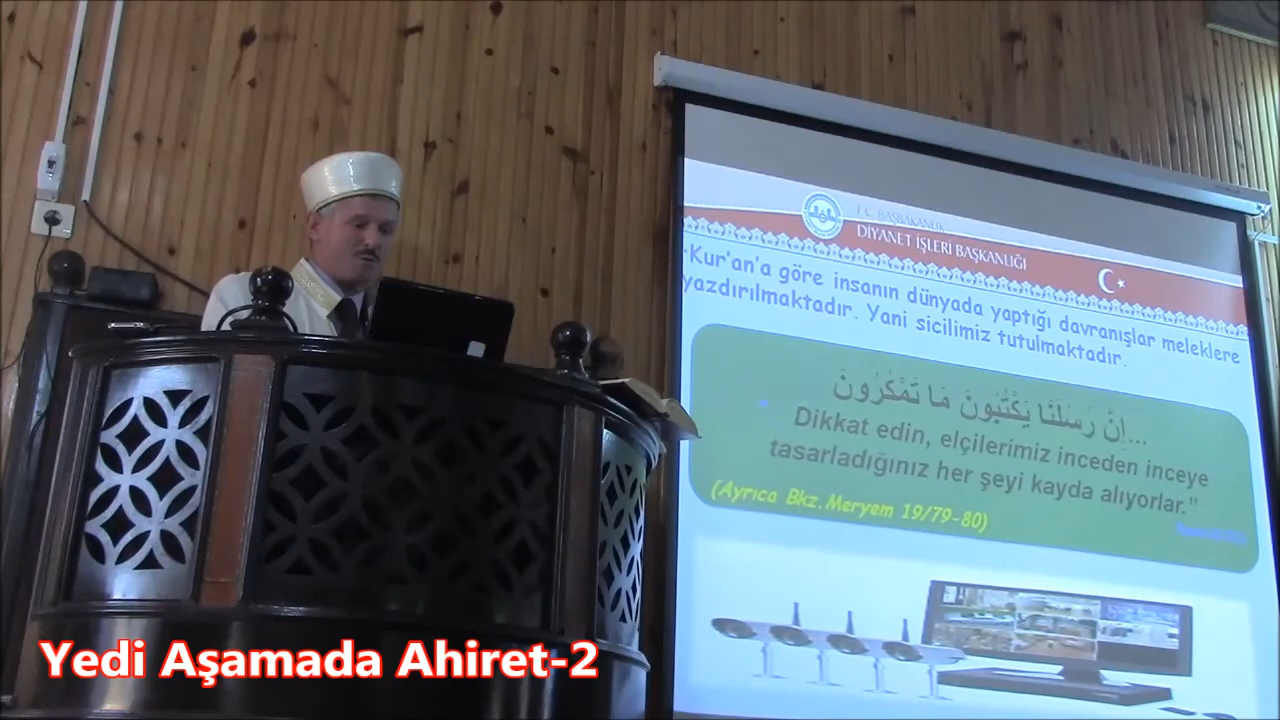 T.C. BAŞBAKANLIK
DİYANET İŞLERİ BAŞKANLIĞI
·Kur'an'a göre insanın dünyada yaptığı davranışlar meleklere
yazdırılmaktadır. Yani sicilimiz tutulmaktadır.
...إِنَّ رُسُلَنَا يَكْتُبُونَ مَا تَمْكُرُونَ
Dikkat edin, elçilerimiz inceden inceye
tasarladığınız her şeyi kayda alıyorlar.”
(Ayrıca Bkz.Meryem 19/79-80)
Yedi Aşamada Ahiret-2